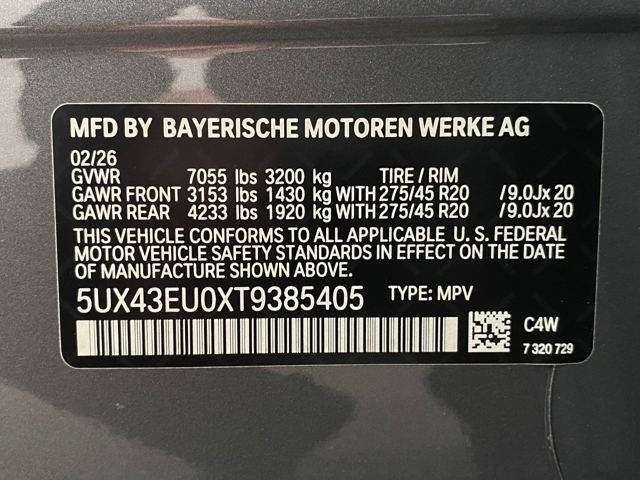 MFD BY BAYERISCHE MOTOREN WERKE AG
02/26
GVWR 7055 lbs 3200 kg TIRE / RIM
GAWR FRONT 3153 lbs 1430 kg WITH 275/45 R20 /9.0Jx 20
GAWR REAR 4233 lbs 1920 kg WITH 275/45 R20 /9.0Jx 20
THIS VEHICLE CONFORMS TO ALL APPLICABLE U. S. FEDERAL
MOTOR VEHICLE SAFETY STANDARDS IN EFFECT ON THE DATE
OF MANUFACTURE SHOWN ABOVE.
5UX43EU0XT9385405 TYPE: MPV
C4W
7 320 729